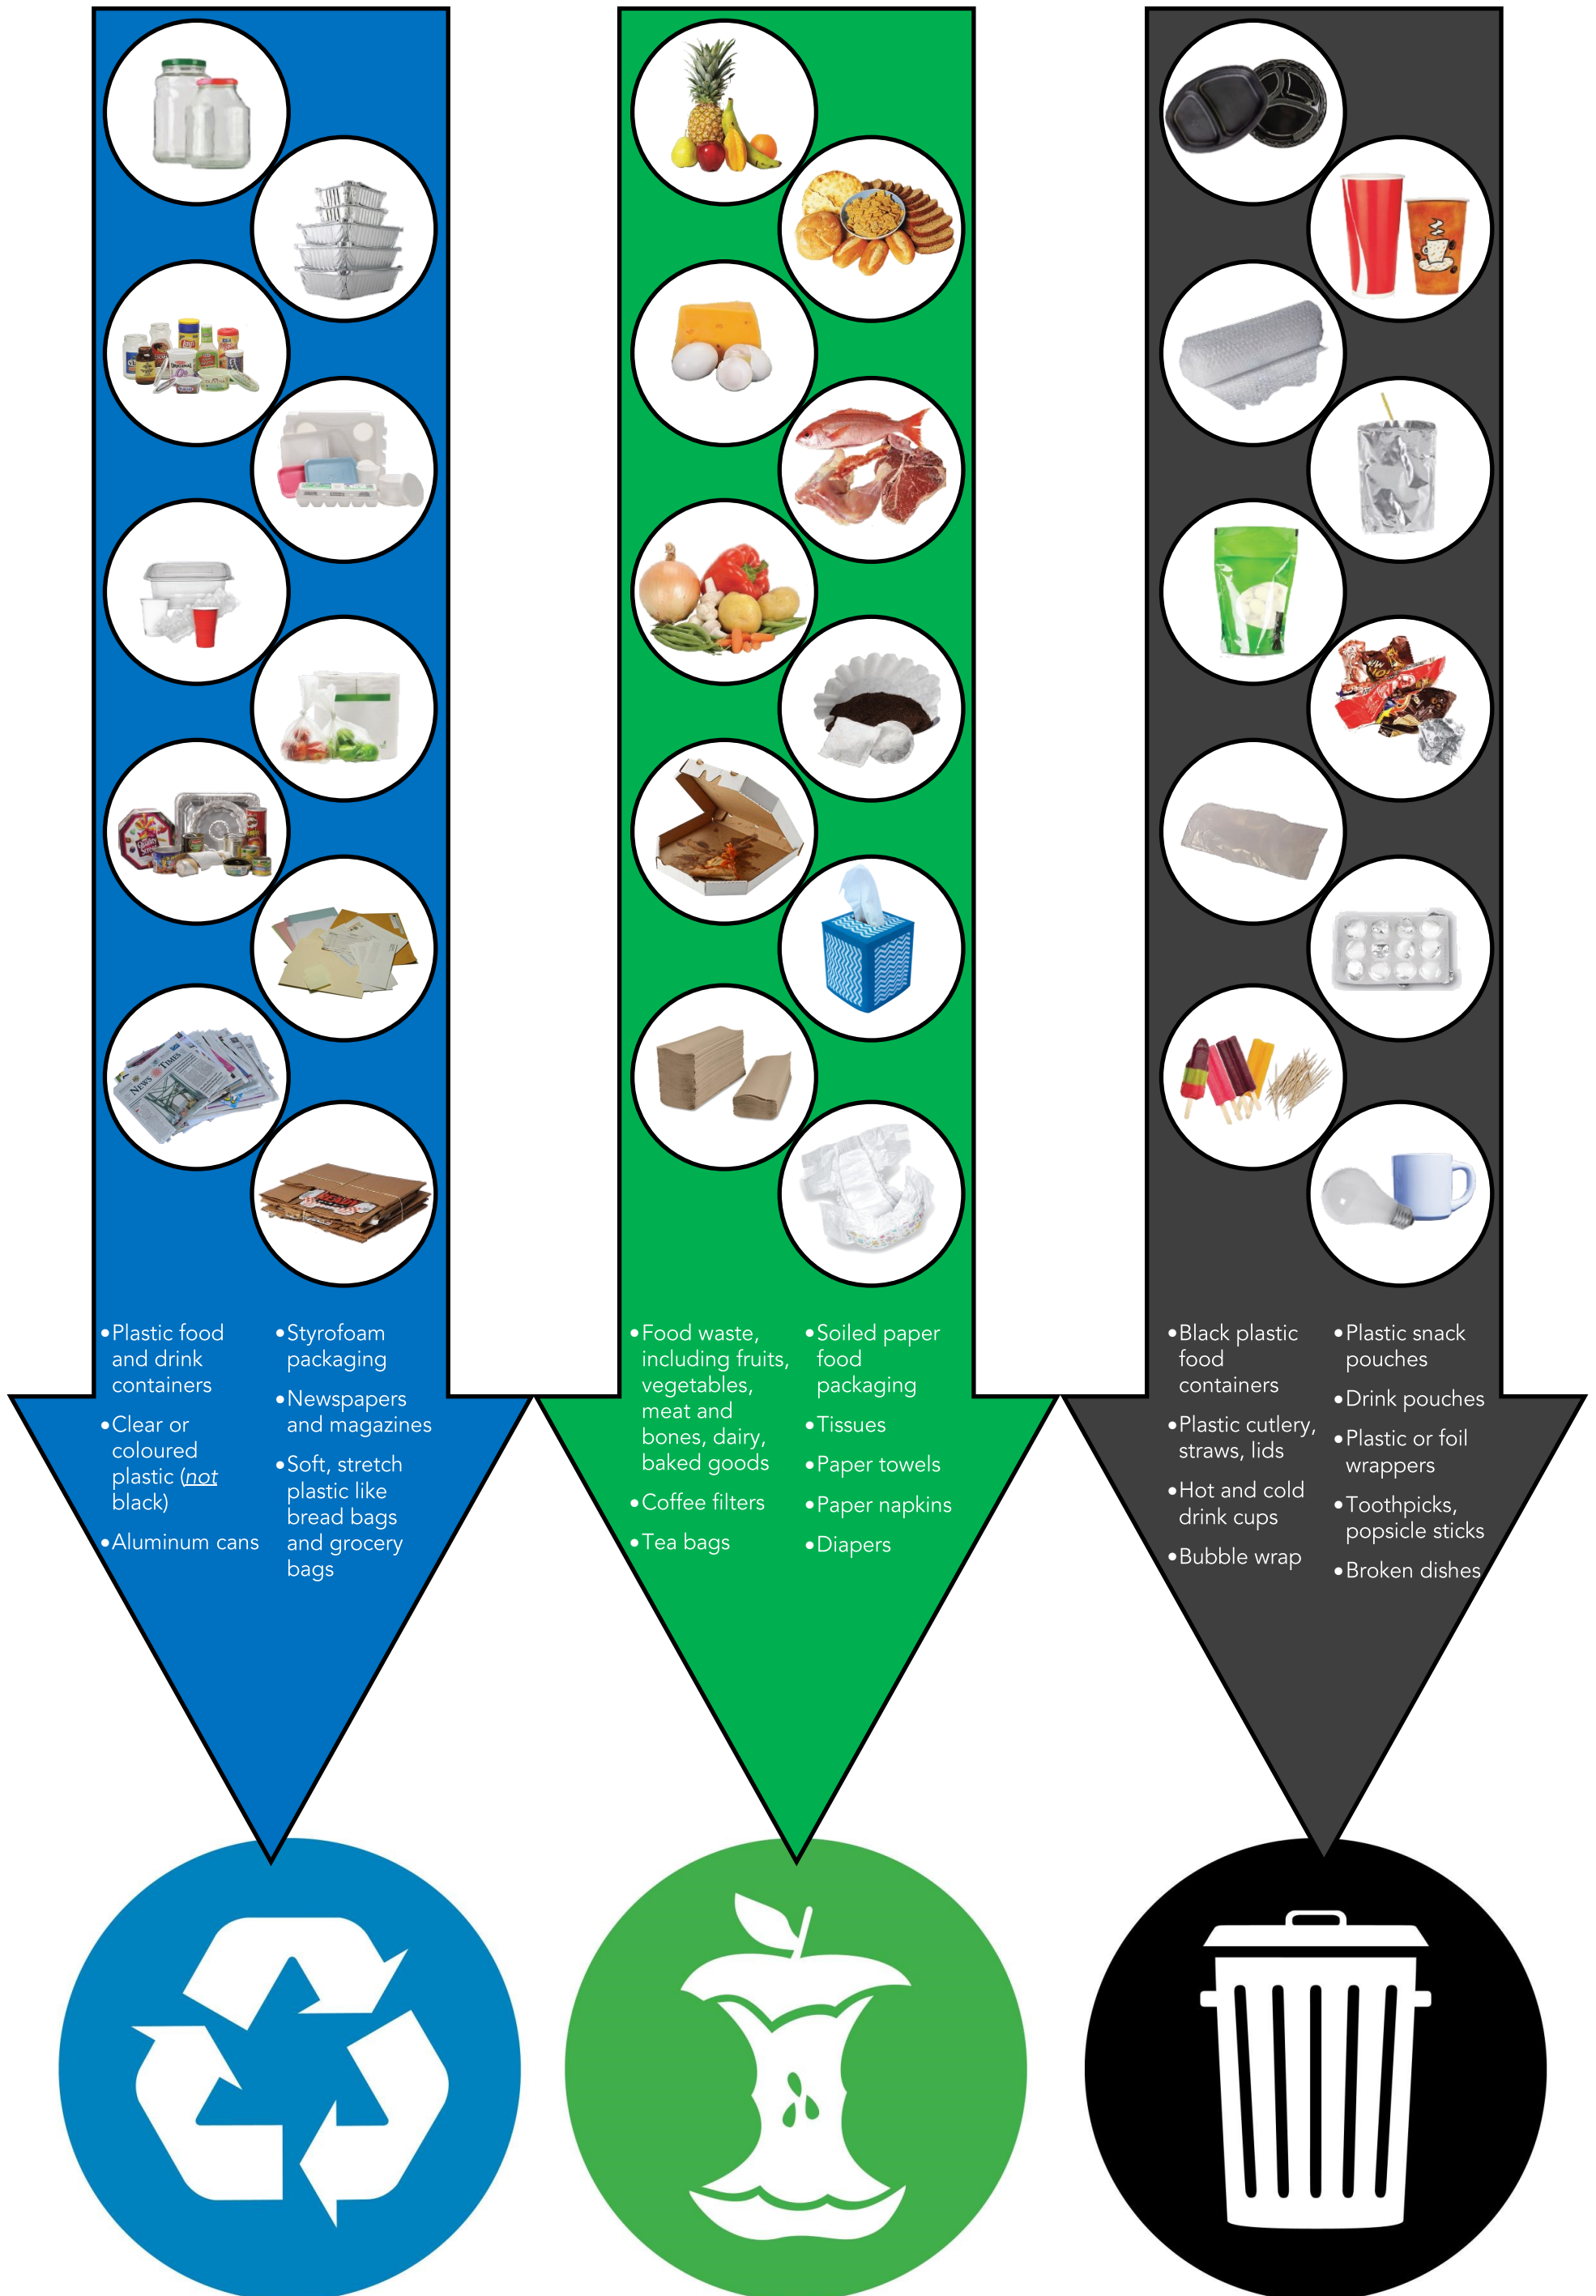 NEWS TIMES
• Plastic food
and drink
containers
• Clear or
coloured
plastic (not
black)
• Aluminum cans
• Styrofoam
packaging
• Newspapers
and magazines
• Soft, stretch
plastic like
bread bags
and grocery
bags
• Food waste,
including fruits,
vegetables,
meat and
bones, dairy,
baked goods
• Coffee filters
• Tea bags
• Soiled paper
food
packaging
• Tissues
• Paper towels
• Paper napkins
• Diapers
• Black plastic
food
containers
• Plastic cutlery,
straws, lids
• Hot and cold
drink cups
• Bubble wrap
• Plastic snack
pouches
• Drink pouches
• Plastic or foil
wrappers
• Toothpicks,
popsicle sticks
• Broken dishes